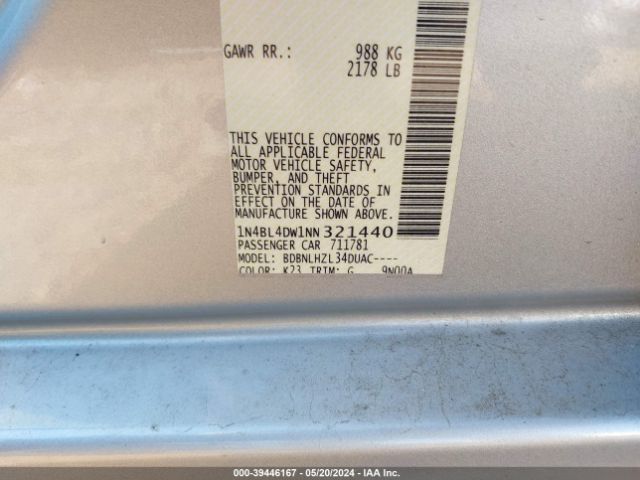 GAWR RR.: 988 KG
2178 LB
THIS VEHICLE CONFORMS TO
ALL APPLICABLE FEDERAL
MOTOR VEHICLE SAFETY,
BUMPER, AND THEFT
PREVENTION STANDARDS IN
EFFECT ON THE DATE OF
MANUFACTURE SHOWN ABOVE.
1N4BL4DW1NN321440
PASSENGER CAR 711781
MODEL: BDBNLHZL34DUAC----
COLOR: K23 TRIM: G 9N00A
000-39446167 - 05/20/2024 - IAA Inc.